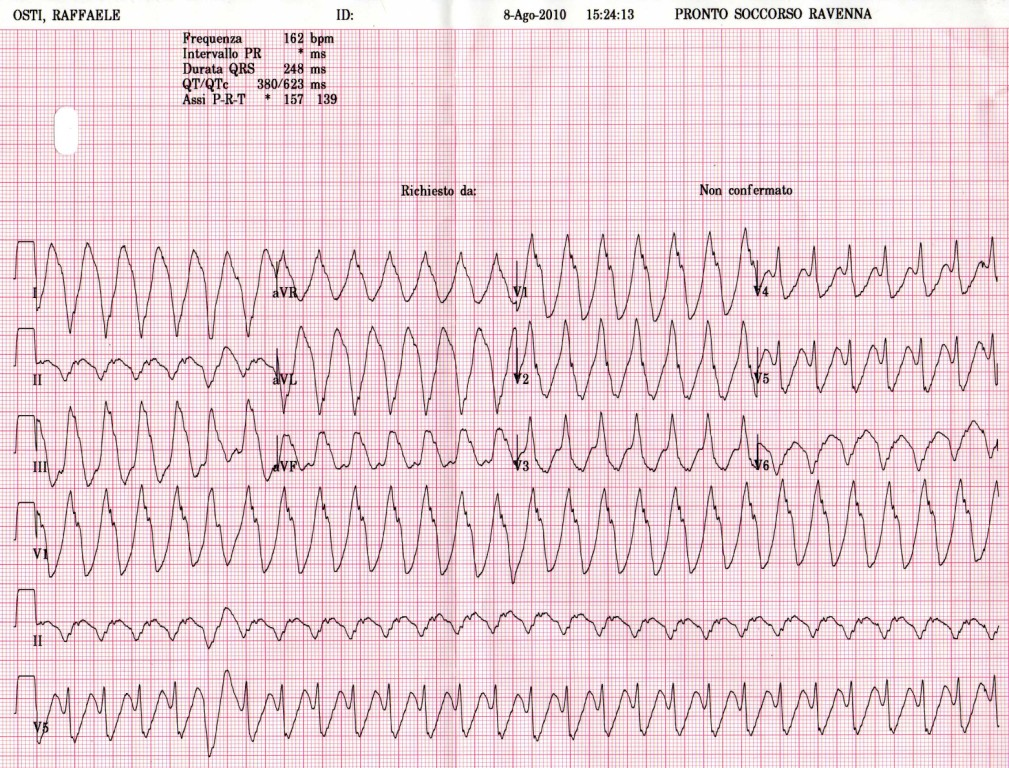 OSTI, RAFFAELE ID: 8-Ago-2010 15:24:13 PRONTO SOCCORSO RAVENNA
Frequenza 162 bpm
Intervallo PR * ms
Durata QRS 248 ms
QT/QTc 380/623 ms
Assi P-R-T * 157 139
Richiesto da: Non confermato
I aVR V1 V4
II aVL V2 V5
III aVF V3 V6
V1
II
V5